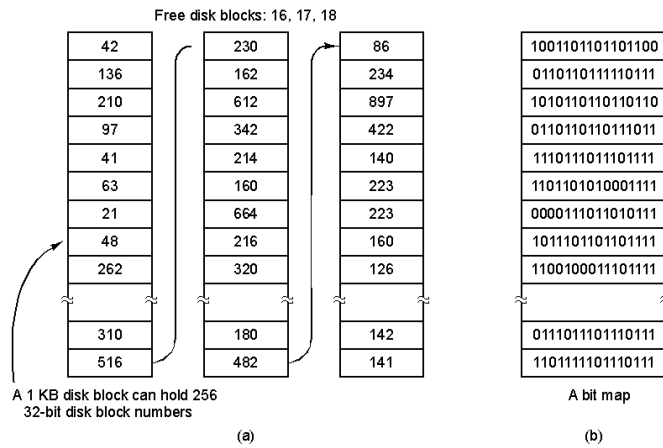 Free disk blocks: 16, 17, 18
42 230 86 1001101101101100
136 162 234 0110110111110111
210 612 897 1010110110110110
97 342 422 0110110110111011
41 214 140 1110111011101111
63 160 223 1101101010001111
21 664 223 0000111011010111
48 216 160 1011101101101111
262 320 126 1100100011101111
310 180 142 0111011101110111
516 482 141 1101111101110111
A 1 KB disk block can hold 256
32-bit disk block numbers
A bit map
(a) (b)